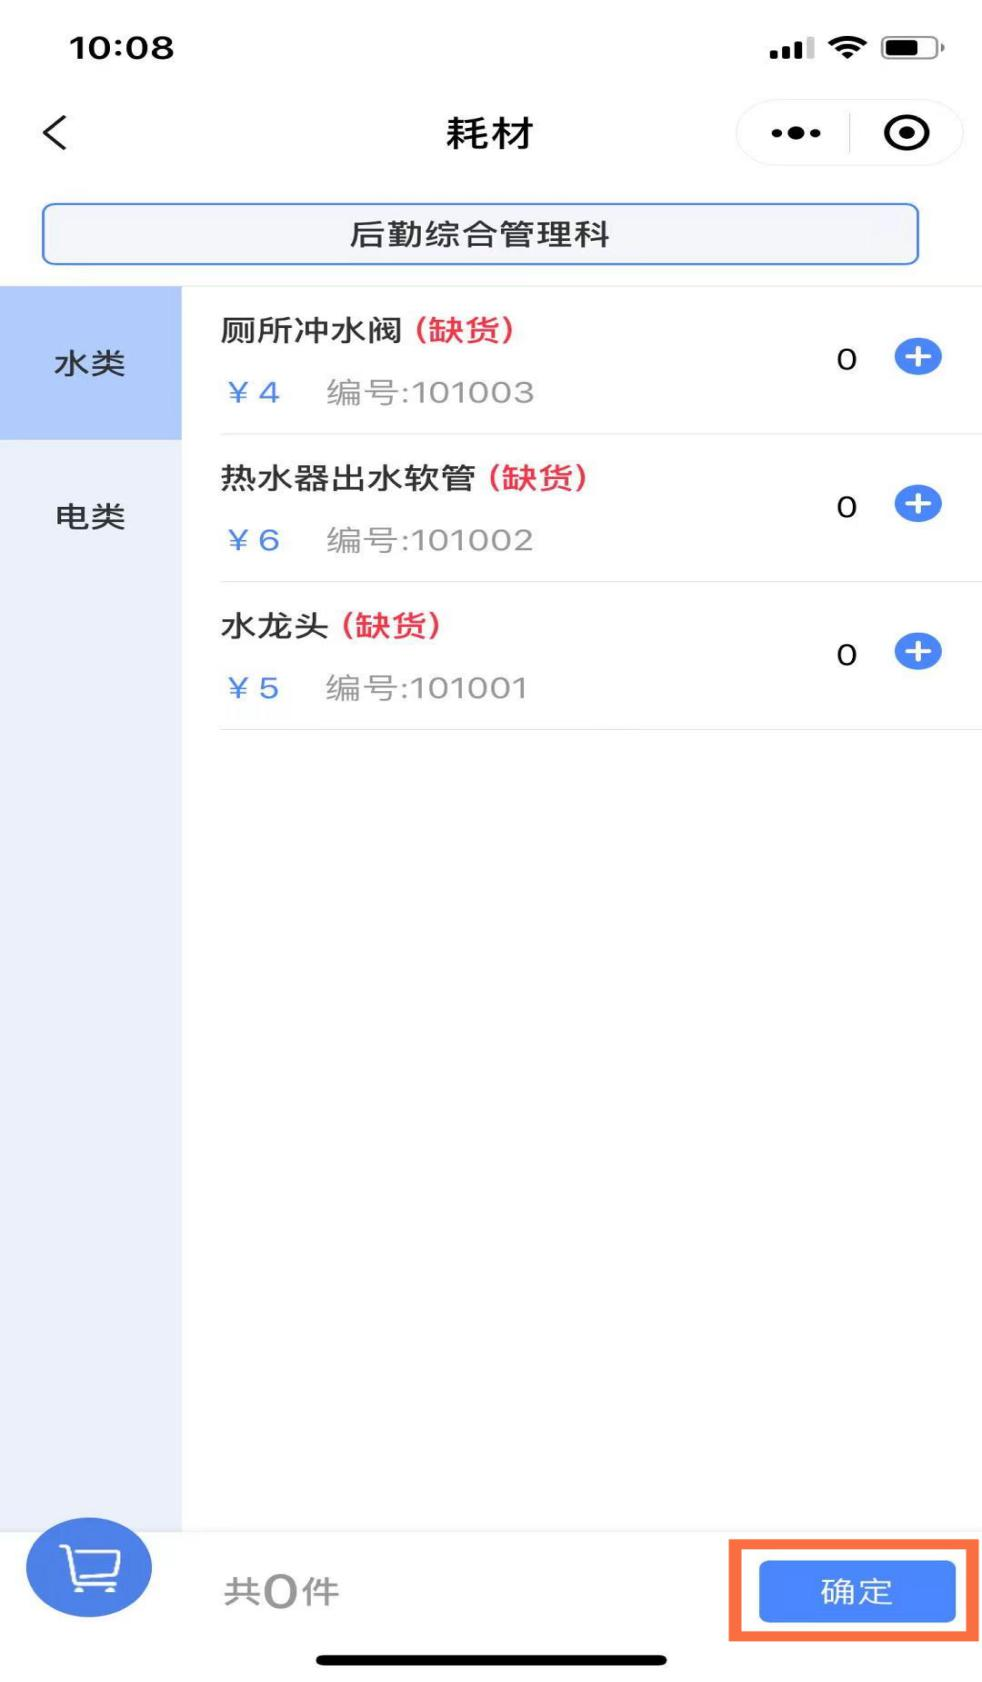 10:08
耗材
后勤综合管理科
水类
电类
厕所冲水阀 (缺货)
¥ 4 编号:101003
0
热水器出水软管 (缺货)
¥ 6 编号:101002
0
水龙头 (缺货)
¥ 5 编号:101001
0
共0件
确定